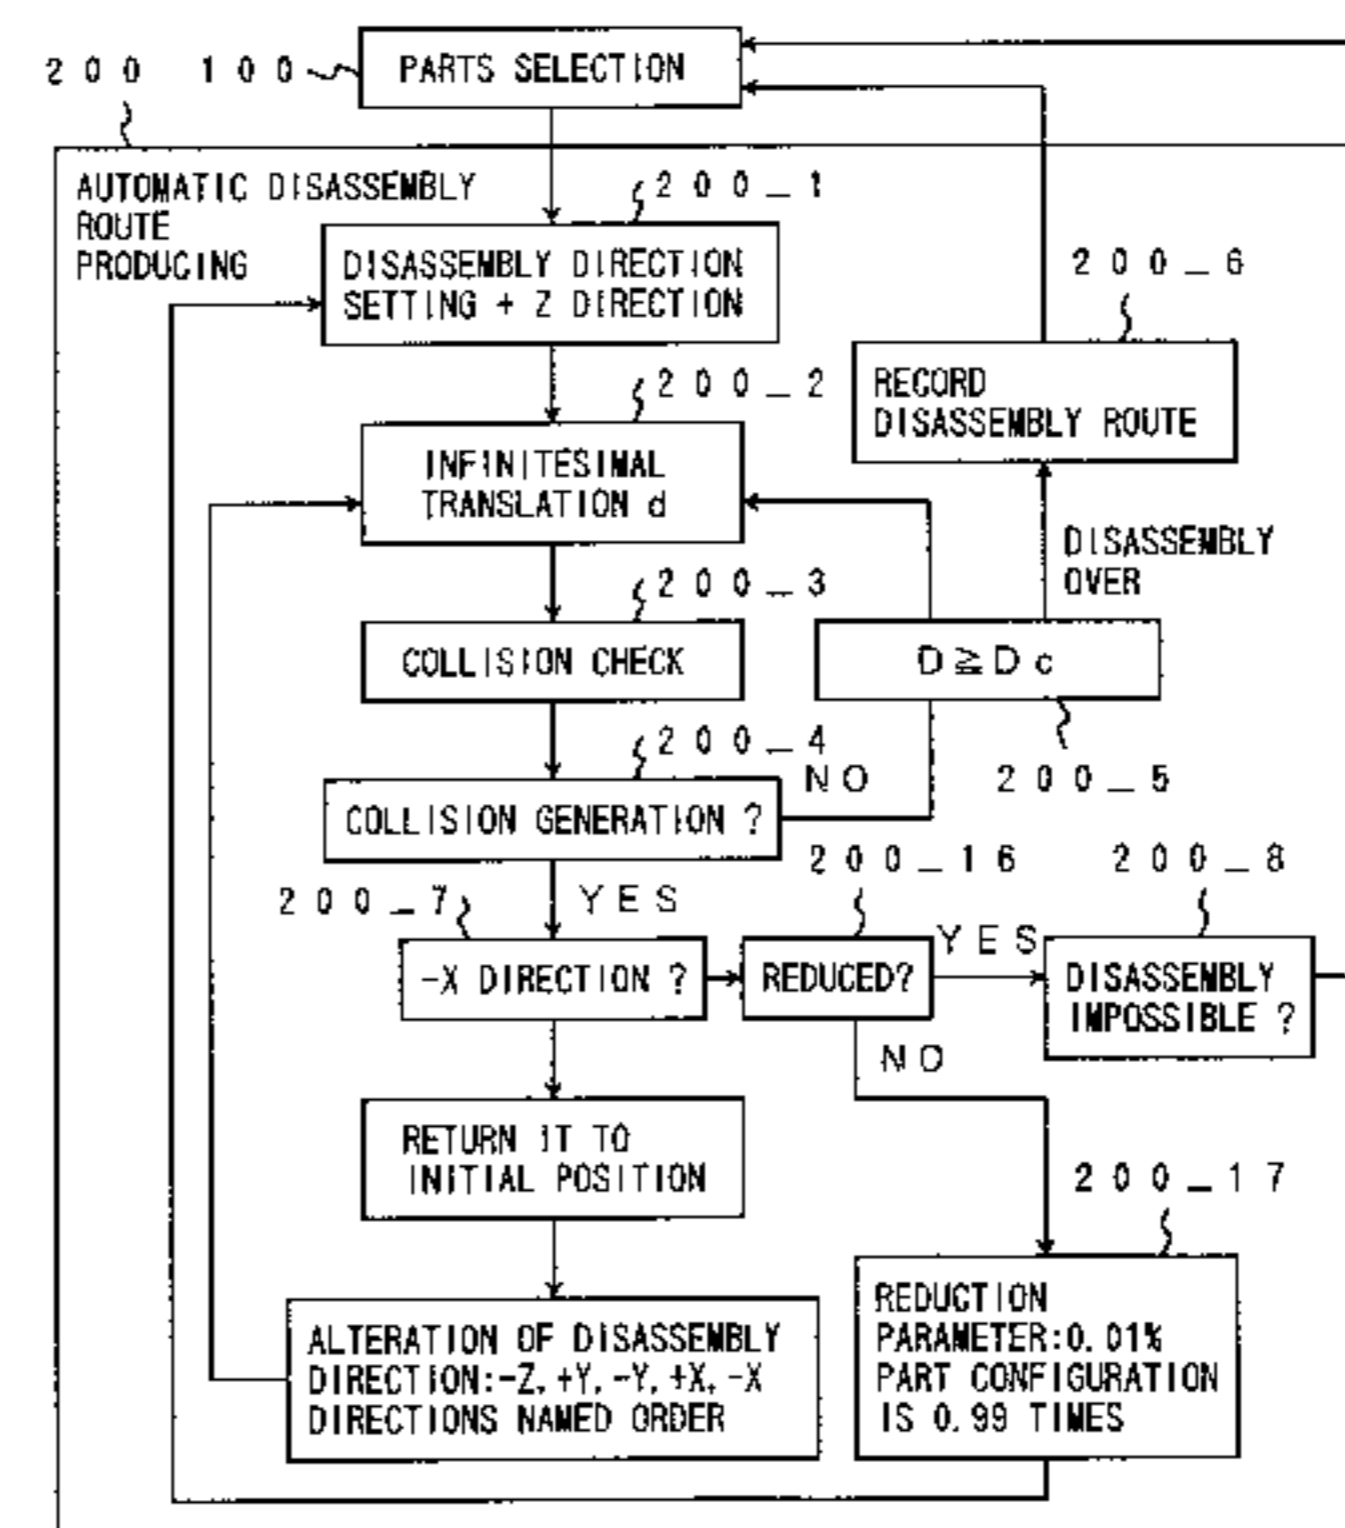 200
100
PARTS SELECTION
AUTOMATIC DISASSEMBLY
ROUTE
PRODUCING
200_1
DISASSEMBLY DIRECTION
SETTING + Z DIRECTION
200_6
RECORD
DISASSEMBLY ROUTE
200_2
INFINITESIMAL
TRANSLATION d
DISASSEMBLY
OVER
200_3
COLLISION CHECK
D≧Dc
200_5
200_4
COLLISION GENERATION ?
NO
YES
200_7
-X DIRECTION ?
200_16
REDUCED?
YES
200_8
DISASSEMBLY
IMPOSSIBLE ?
NO
RETURN IT TO
INITIAL POSITION
200_17
REDUCTION
PARAMETER:0.01%
PART CONFIGURATION
IS 0.99 TIMES
ALTERATION OF DISASSEMBLY
DIRECTION:-Z, +Y, -Y, +X, -X
DIRECTIONS NAMED ORDER